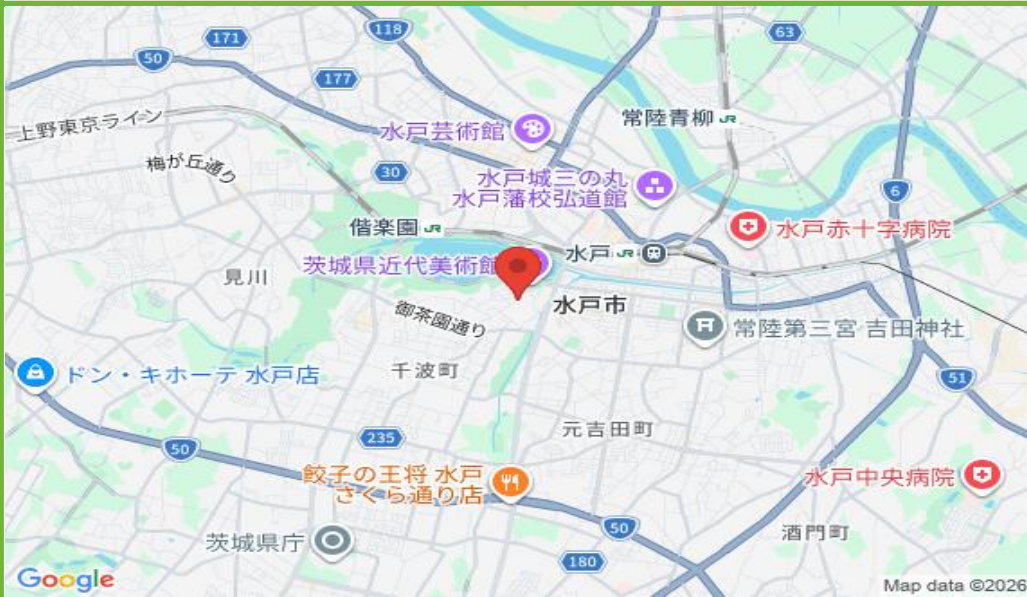 118
171
63
50
177
常陸青柳 JR
上野東京ライン
水戸芸術館
梅が丘通り
30
水戸城三の丸
水戸藩校弘道館
6
偕楽園 JR
水戸赤十字病院
水戸 JR
茨城県近代美術館
見川
水戸市
御茶園通り
常陸第三宮 吉田神社
ドン・キホーテ 水戸店
千波町
51
元吉田町
235
50
餃子の王将 水戸
さくら通り店
水戸中央病院
50
酒門町
茨城県庁
180
Google
Map data ©2026